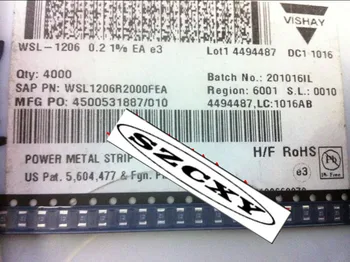 VISHAY
WSL-1206 0.2 1% EA e3 Lot1 4494487 DC1 1016
Qty: 4000 Batch No.: 201016IL
SAP PN: WSL1206R2000FEA Region: 6001 S.L.: 0010
MFG PO: 4500531887/010 4494487,LC:1016AB
SZCXY
POWER METAL STRIP H/F RoHS
US Pat. 5,604,477 & Fgn. e3